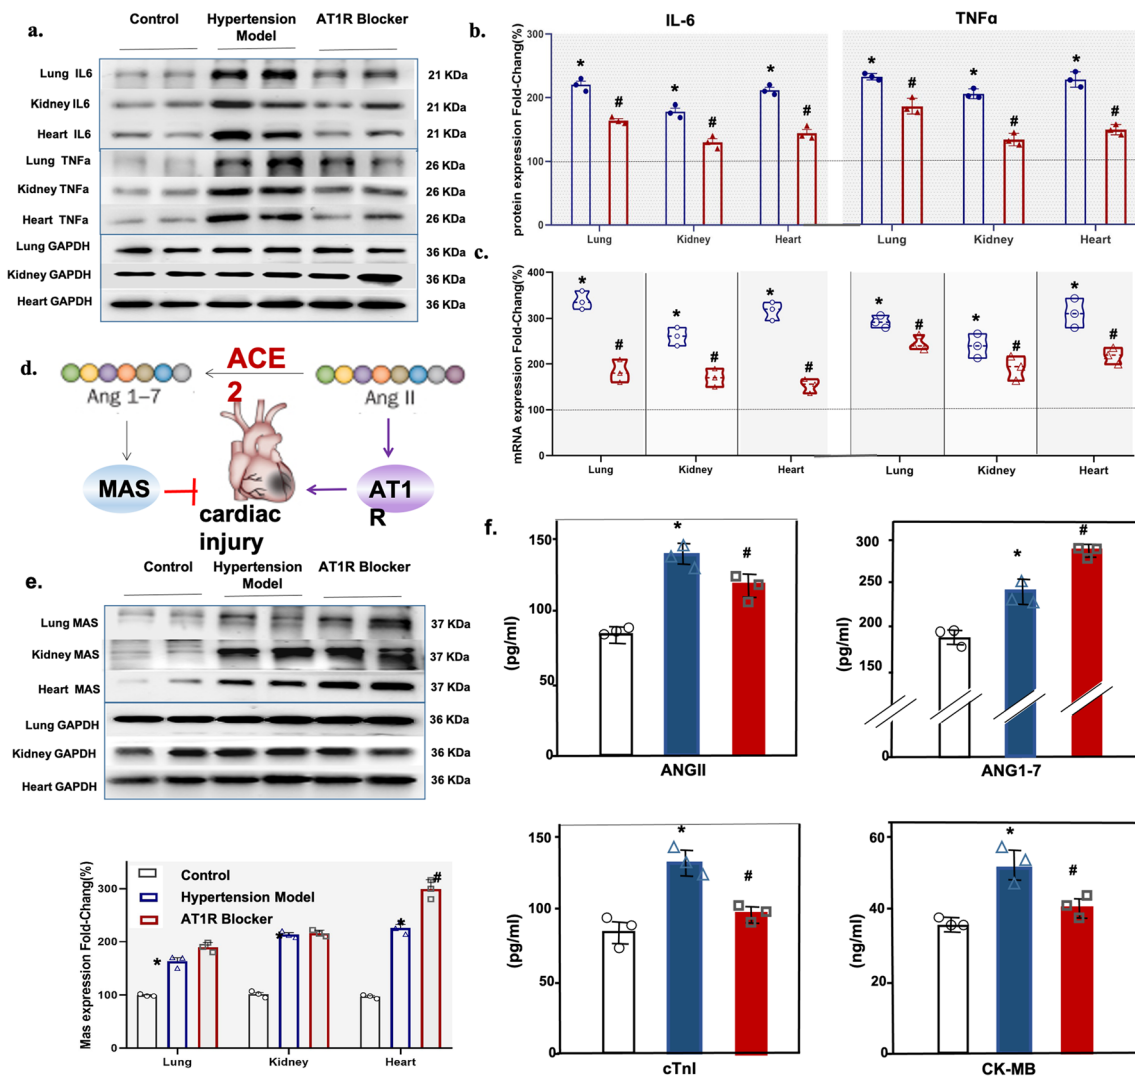 a.
Control
Hypertension
Model
AT1R Blocker
Lung IL6
21 KDa
Kidney IL6
21 KDa
Heart IL6
21 KDa
Lung TNFa
26 KDa
Kidney TNFa
26 KDa
Heart TNFa
26 KDa
Lung GAPDH
36 KDa
Kidney GAPDH
36 KDa
Heart GAPDH
36 KDa
b.
IL-6
TNFα
protein expression Fold-Chang(%)
300
200
100
0
* # * # * # * # * # * #
Lung Kidney Heart Lung Kidney Heart
c.
mRNA expression Fold-Chang(%)
400
300
200
100
0
* # * # * # * # * # * #
Lung Kidney Heart Lung Kidney Heart
d.
ACE
2
Ang 1–7
Ang II
MAS
AT1
R
cardiac
injury
e.
Control
Hypertension
Model
AT1R Blocker
Lung MAS
37 KDa
Kidney MAS
37 KDa
Heart MAS
37 KDa
Lung GAPDH
36 KDa
Kidney GAPDH
36 KDa
Heart GAPDH
36 KDa
Mas expression Fold-Chang(%)
300
200
100
0
Control
Hypertension Model
AT1R Blocker
* * * #
Lung Kidney Heart
f.
(pg/ml)
150
100
50
0
* #
ANGII
(pg/ml)
300
250
200
150
0
* #
ANG1-7
(pg/ml)
150
100
50
0
* #
cTnI
(ng/ml)
60
40
20
0
* #
CK-MB